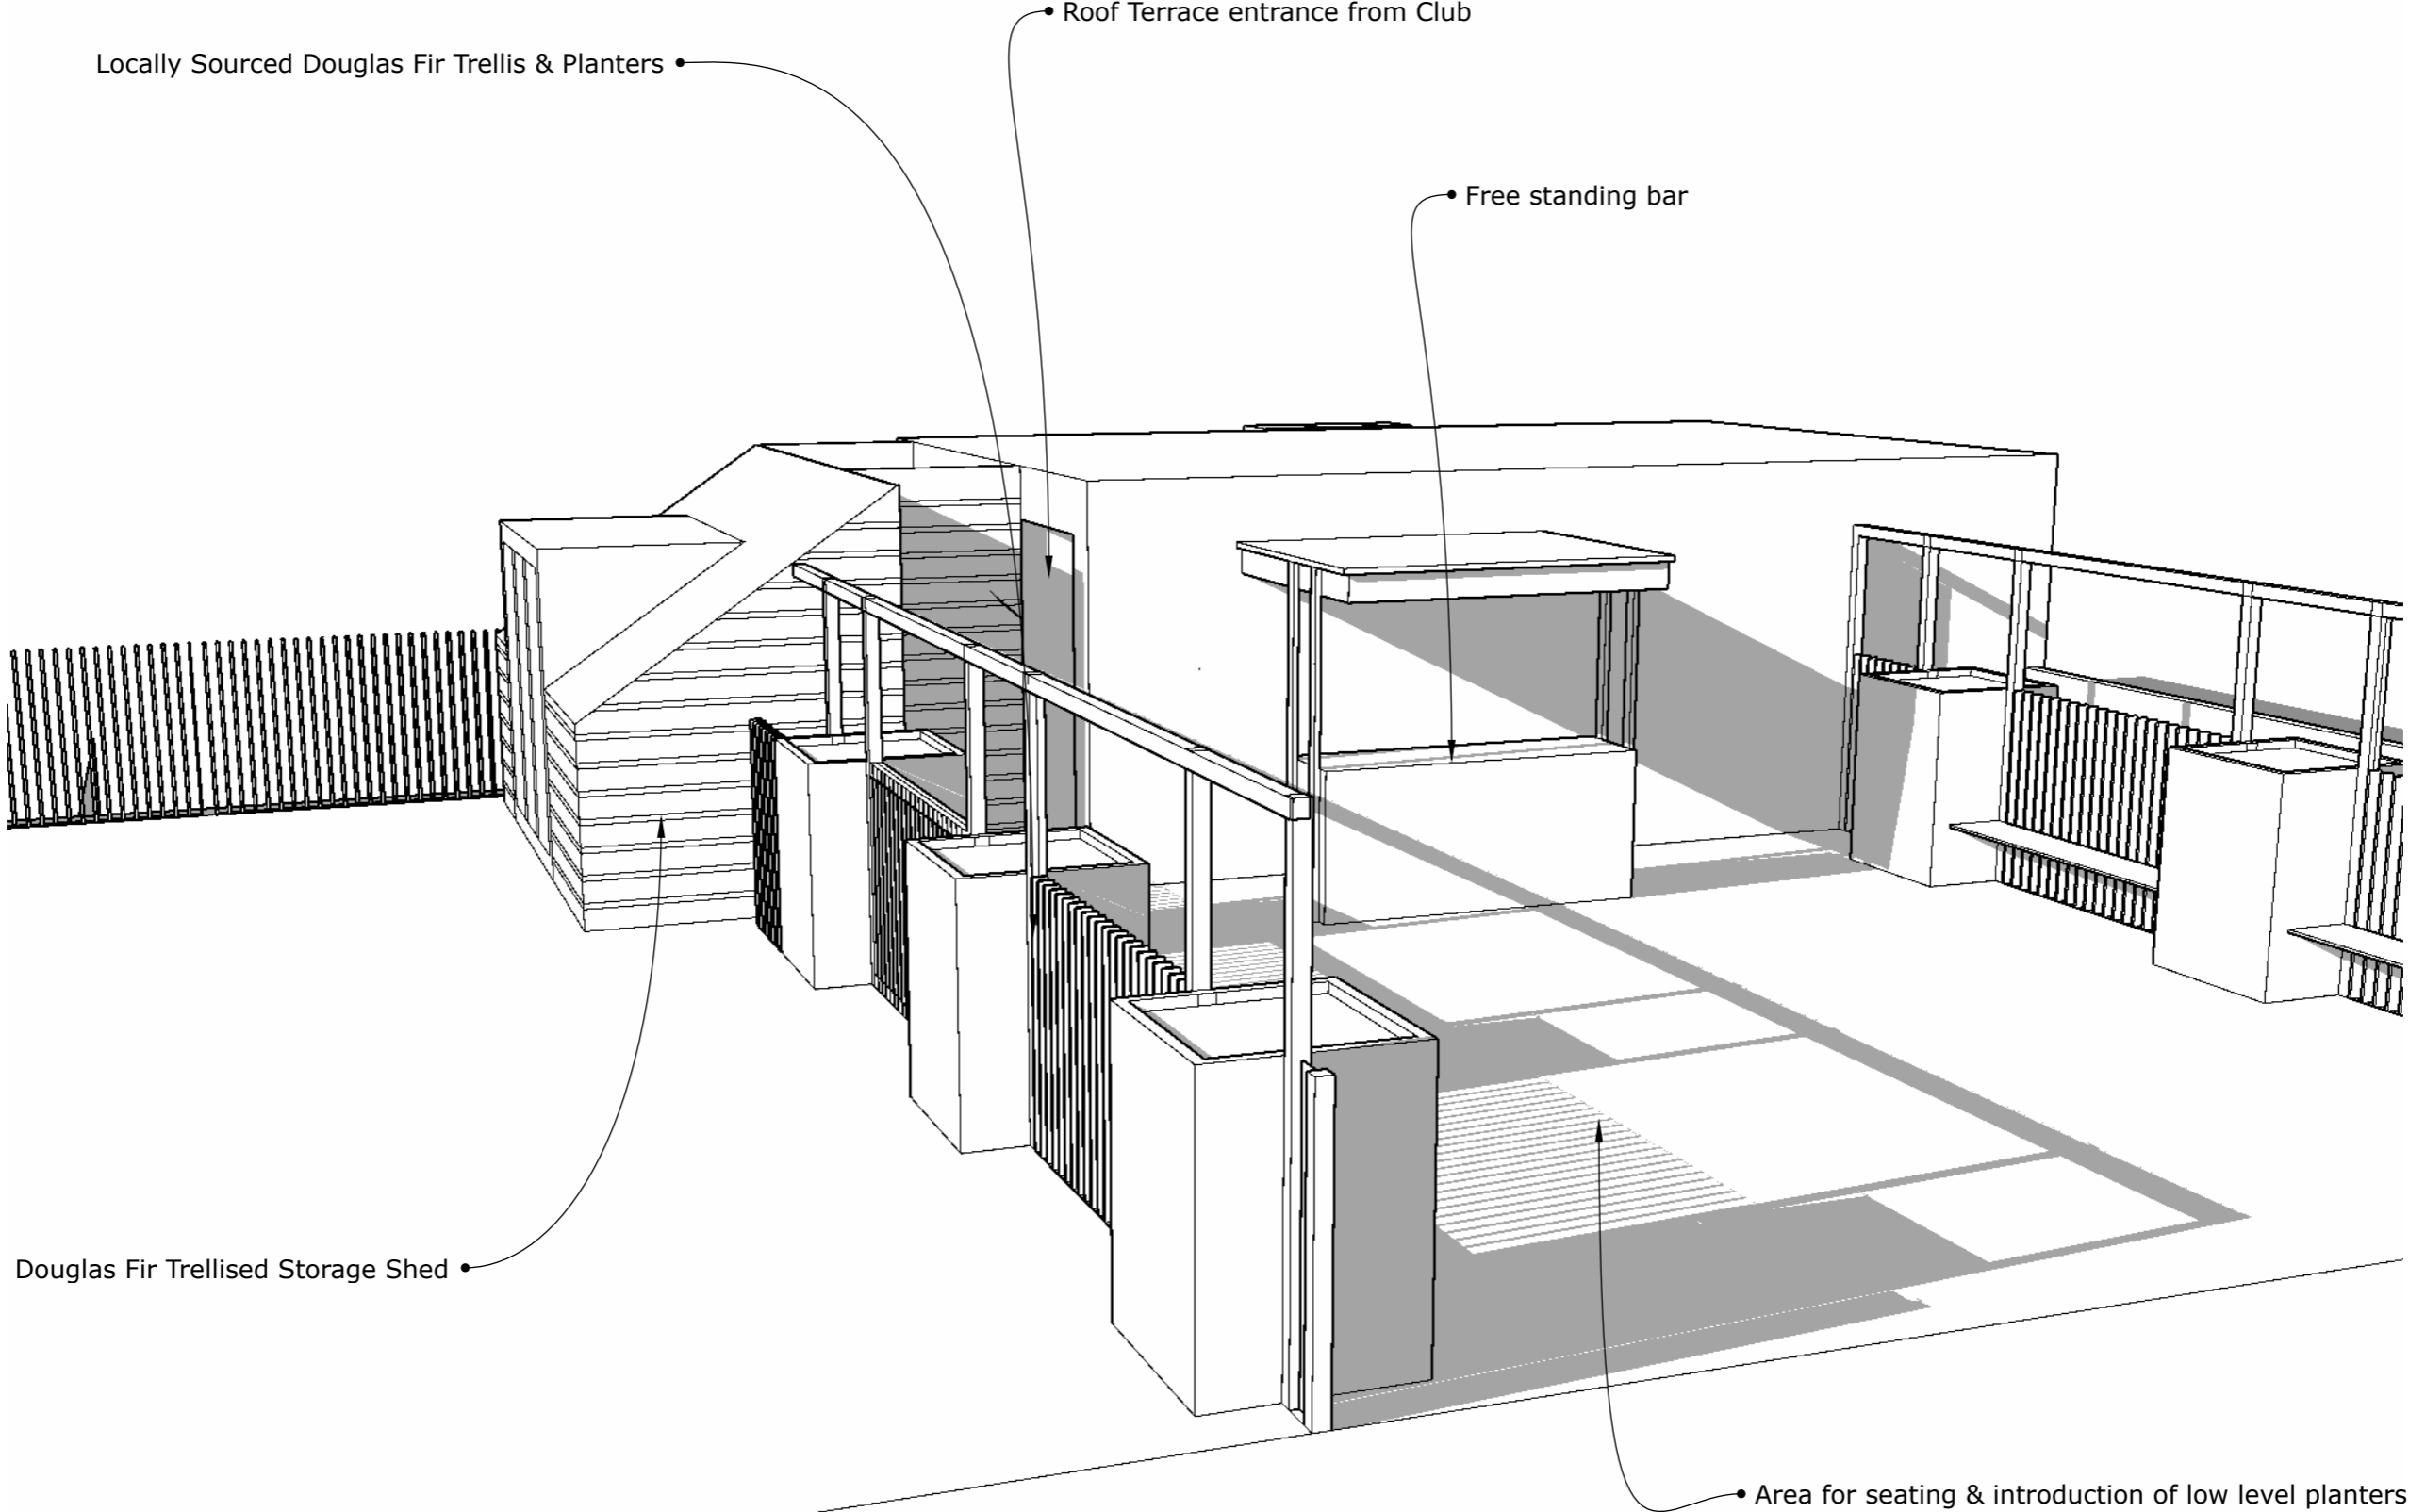 Roof Terrace entrance from Club
Locally Sourced Douglas Fir Trellis & Planters
Free standing bar
Douglas Fir Trellised Storage Shed
Area for seating & introduction of low level planters